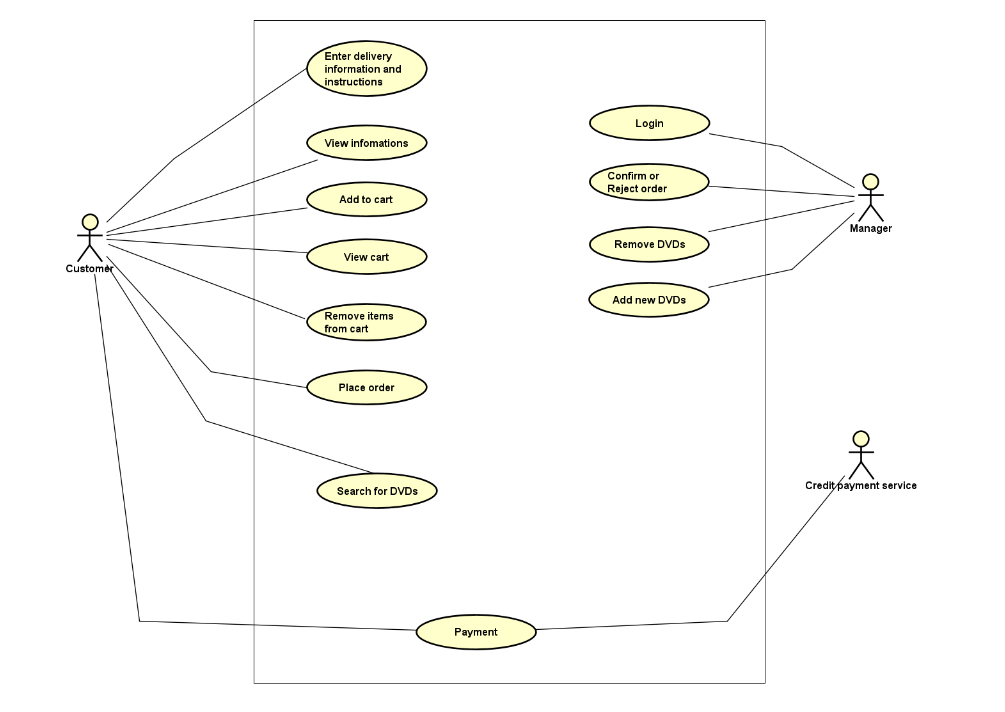 Enter delivery
information and
instructions
View infomations
Add to cart
View cart
Remove items
from cart
Place order
Search for DVDs
Payment
Login
Confirm or
Reject order
Remove DVDs
Add new DVDs
Customer
Manager
Credit payment service